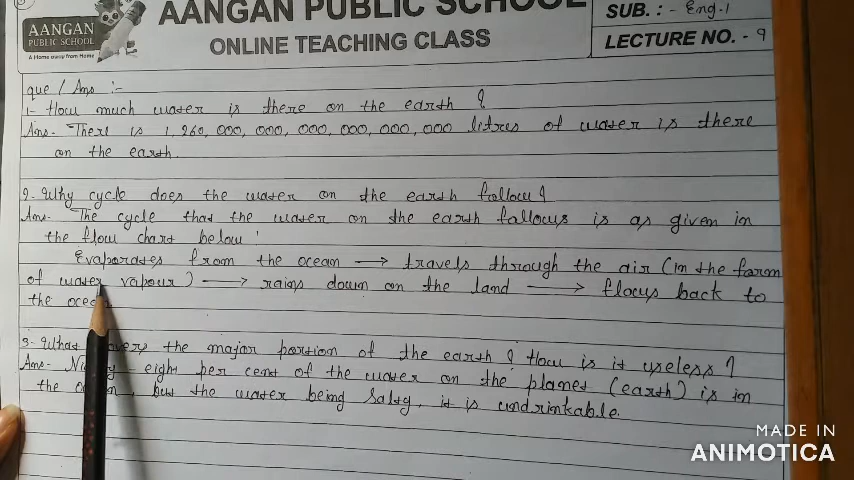 AANGAN PUBLIC SCHOOL
SUB. : - Eng-1
AANGAN
PUBLIC SCHOOL
A Home away from Home
ONLINE TEACHING CLASS
LECTURE NO. - 9
que / Ans :-
1- How much water is there on the earth ?
Ans- There is 1,260,000,000,000,000,000,000 litres of water is there
on the earth.
2- Why cycle does the water on the earth follow ?
Ans- The cycle that the water on the earth follows is as given in
the flow chart below :
Evaporates from the ocean → travels through the air (in the form
of water vapour) → rains down on the land → flows back to
the
3- What the major portion of the earth ? How is it useless ?
Ans- eight per cent of the water on the planet (earth) is in
the but the water being salty, it is undrinkable.
MADE IN
ANIMOTICA